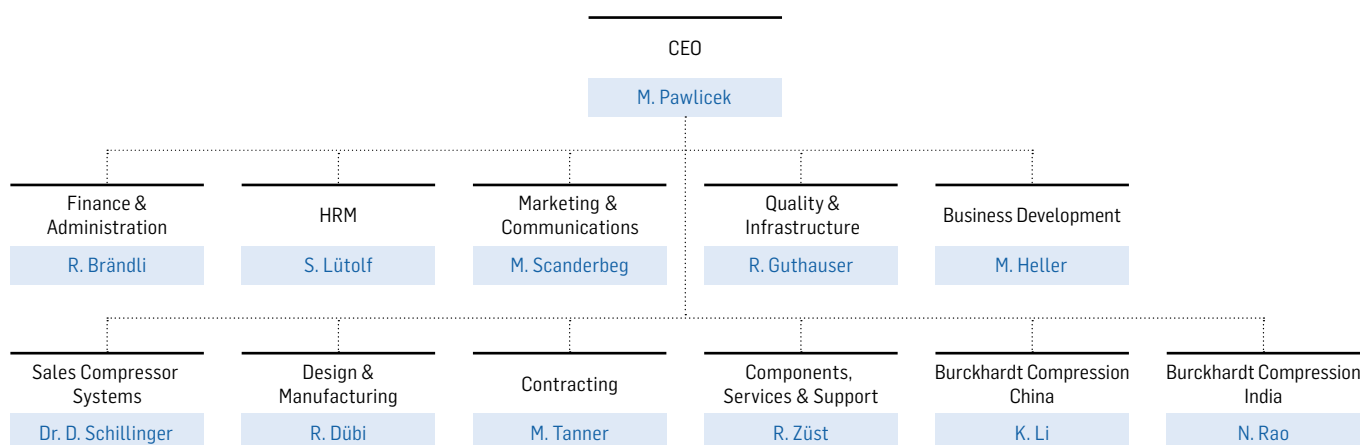 CEO
M. Pawlicek
Finance &
Administration
R. Brändli
HRM
S. Lütolf
Marketing &
Communications
M. Scanderbeg
Quality &
Infrastructure
R. Guthauser
Business Development
M. Heller
Sales Compressor
Systems
Dr. D. Schillinger
Design &
Manufacturing
R. Dübi
Contracting
M. Tanner
Components,
Services & Support
R. Züst
Burckhardt Compression
China
K. Li
Burckhardt Compression
India
N. Rao